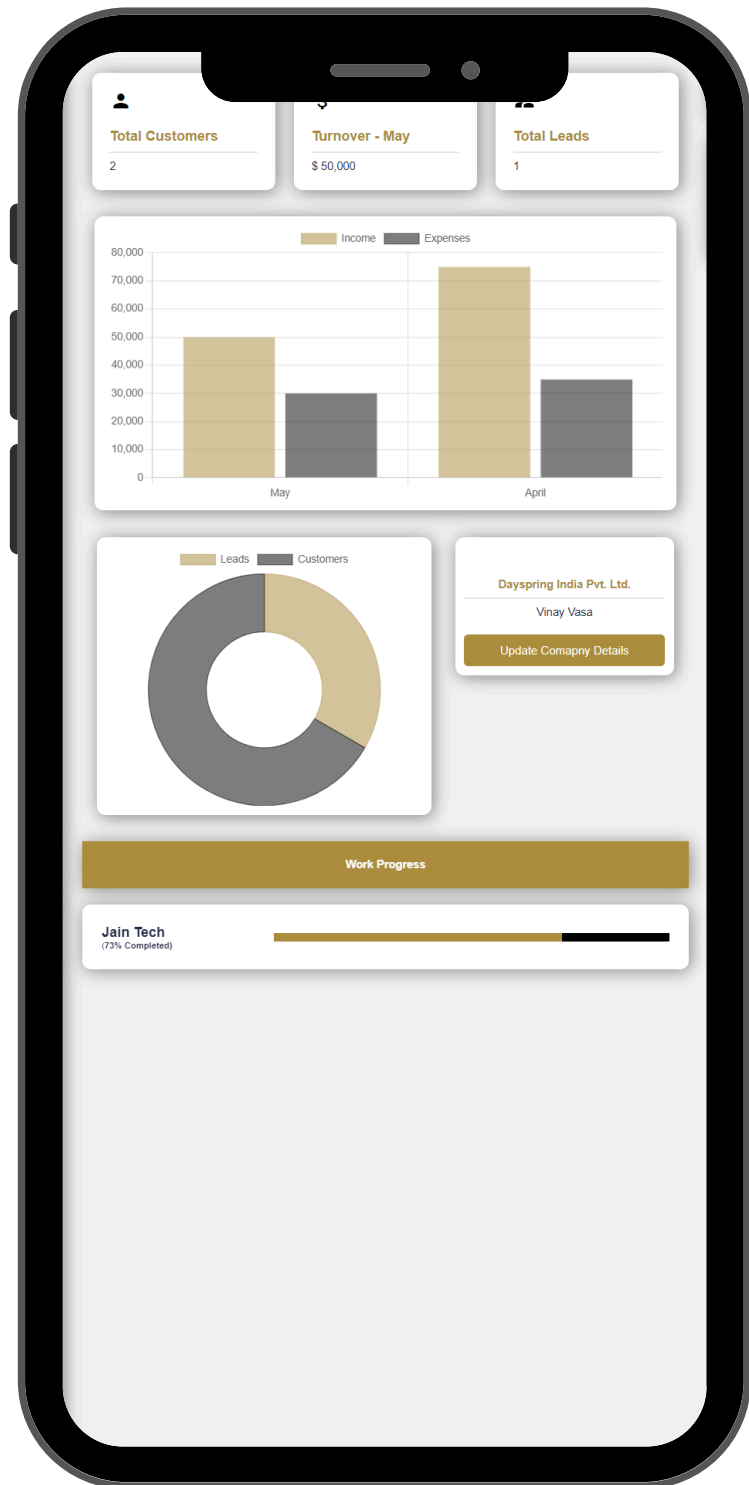 Total Customers
2
$
Turnover - May
$ 50,000
Total Leads
1
Income Expenses
80,000
70,000
60,000
50,000
40,000
30,000
20,000
10,000
0
May April
Leads Customers
Dayspring India Pvt. Ltd.
Vinay Vasa
Update Comapny Details
Work Progress
Jain Tech
(73% Completed)